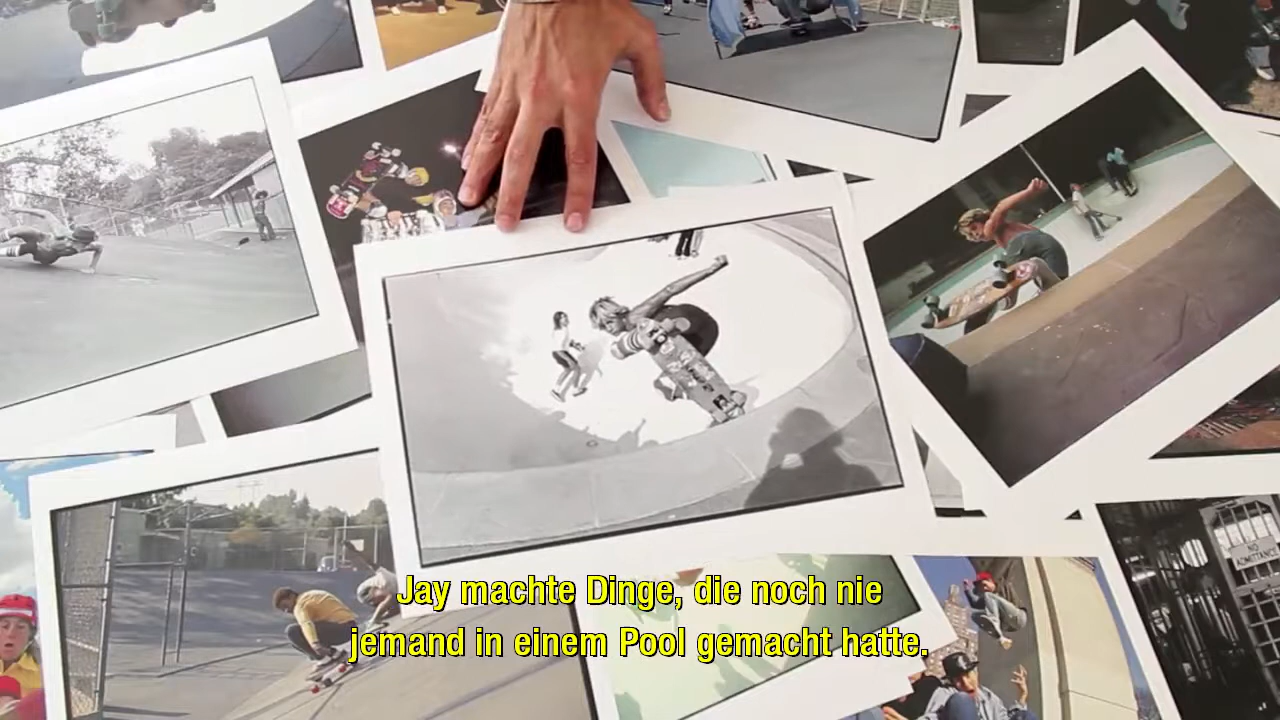 NO
ADMITTANCE
Jay machte Dinge, die noch nie
jemand in einem Pool gemacht hatte.